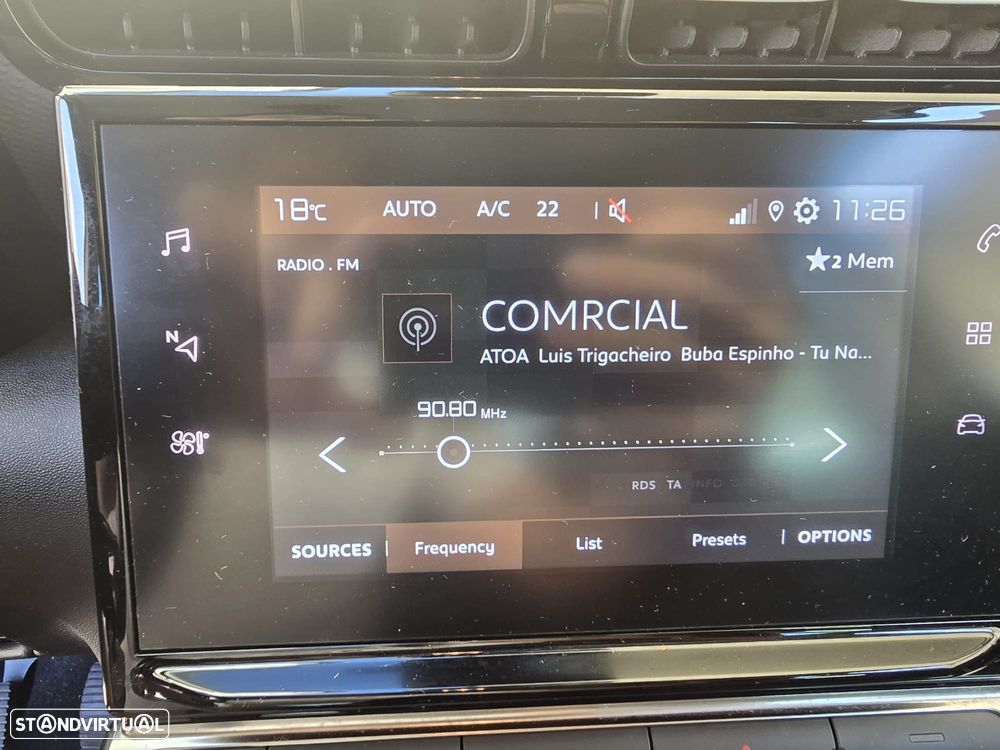 18°C AUTO A/C 22 11:26
RADIO . FM
2 Mem
COMRCIAL
ATOA Luis Trigacheiro Buba Espinho - Tu Na...
N
90.80 MHz
RDS TA INFO
SOURCES Frequency List Presets OPTIONS
STANDVIRTUAL